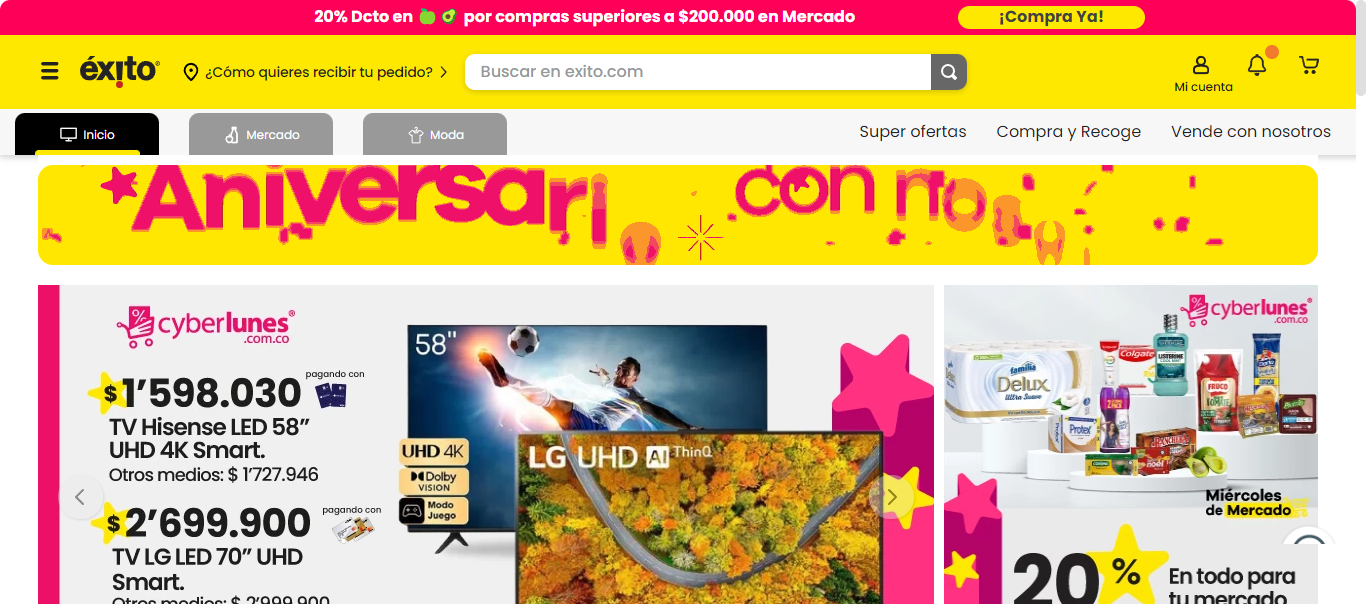 20% Dcto en por compras superiores a $200.000 en Mercado
¡Compra Ya!
éxito
¿Cómo quieres recibir tu pedido?
Buscar en exito.com
Mi cuenta
Inicio
Mercado
Moda
Super ofertas
Compra y Recoge
Vende con nosotros
Aniversari con no
cyberlunes®
.com.co
$1’598.030
pagando con
TV Hisense LED 58”
UHD 4K Smart.
Otros medios: $ 1’727.946
$2’699.900
pagando con
TV LG LED 70” UHD
Smart.
Otros medios: $ 2’999.900
58"
UHD 4K
Dolby
VISION
Modo
Juego
LG UHD AI ThinQ
cyberlunes®
.com.co
familia
Delux
Ultra Suave
Colgate
LISTERINE
COOL MINT
FRUCO
TOMATE
Protex
RANCHERA
Miércoles
de Mercado
20%
En todo para
tu mercado